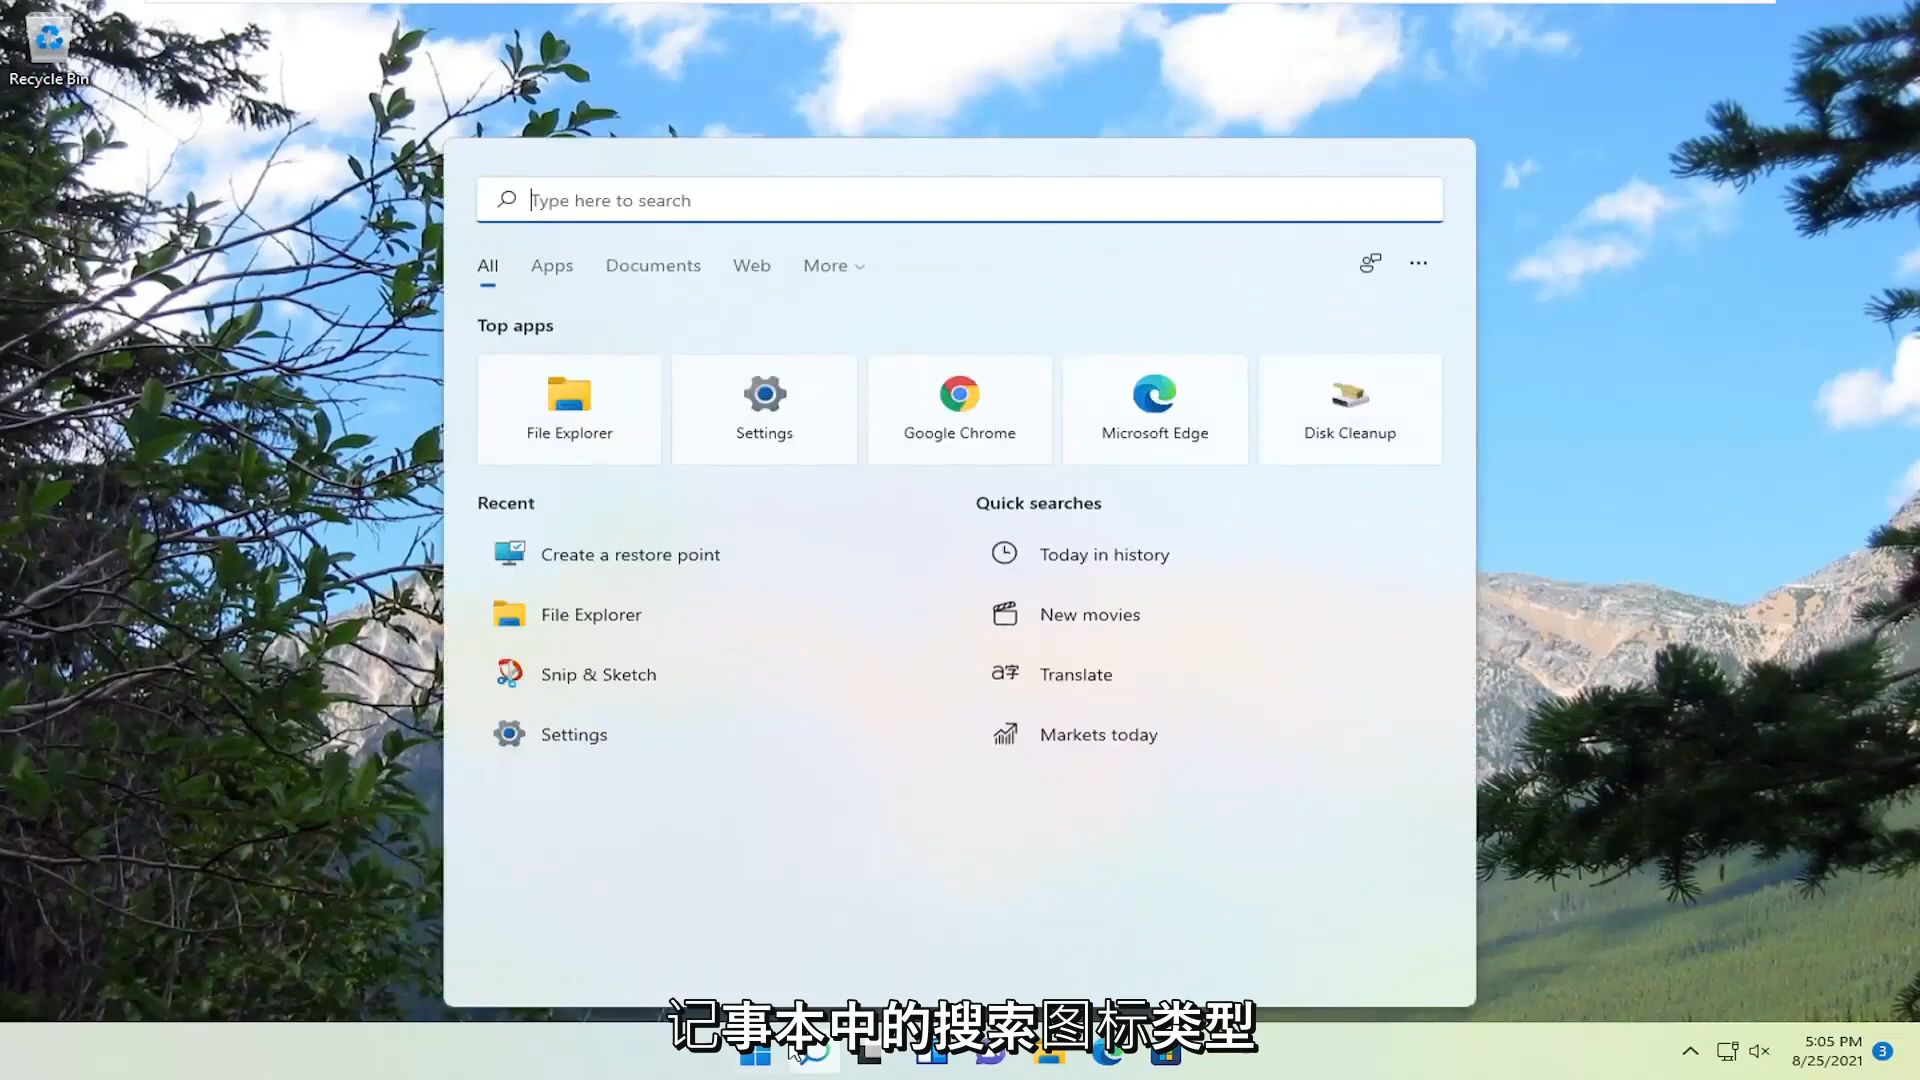 Recycle Bin
Type here to search
All Apps Documents Web More
Top apps
File Explorer Settings Google Chrome Microsoft Edge Disk Cleanup
Recent Quick searches
Create a restore point Today in history
File Explorer New movies
Snip & Sketch Translate
Settings Markets today
记事本中的搜索图标类型
5:05 PM
8/25/2021 3